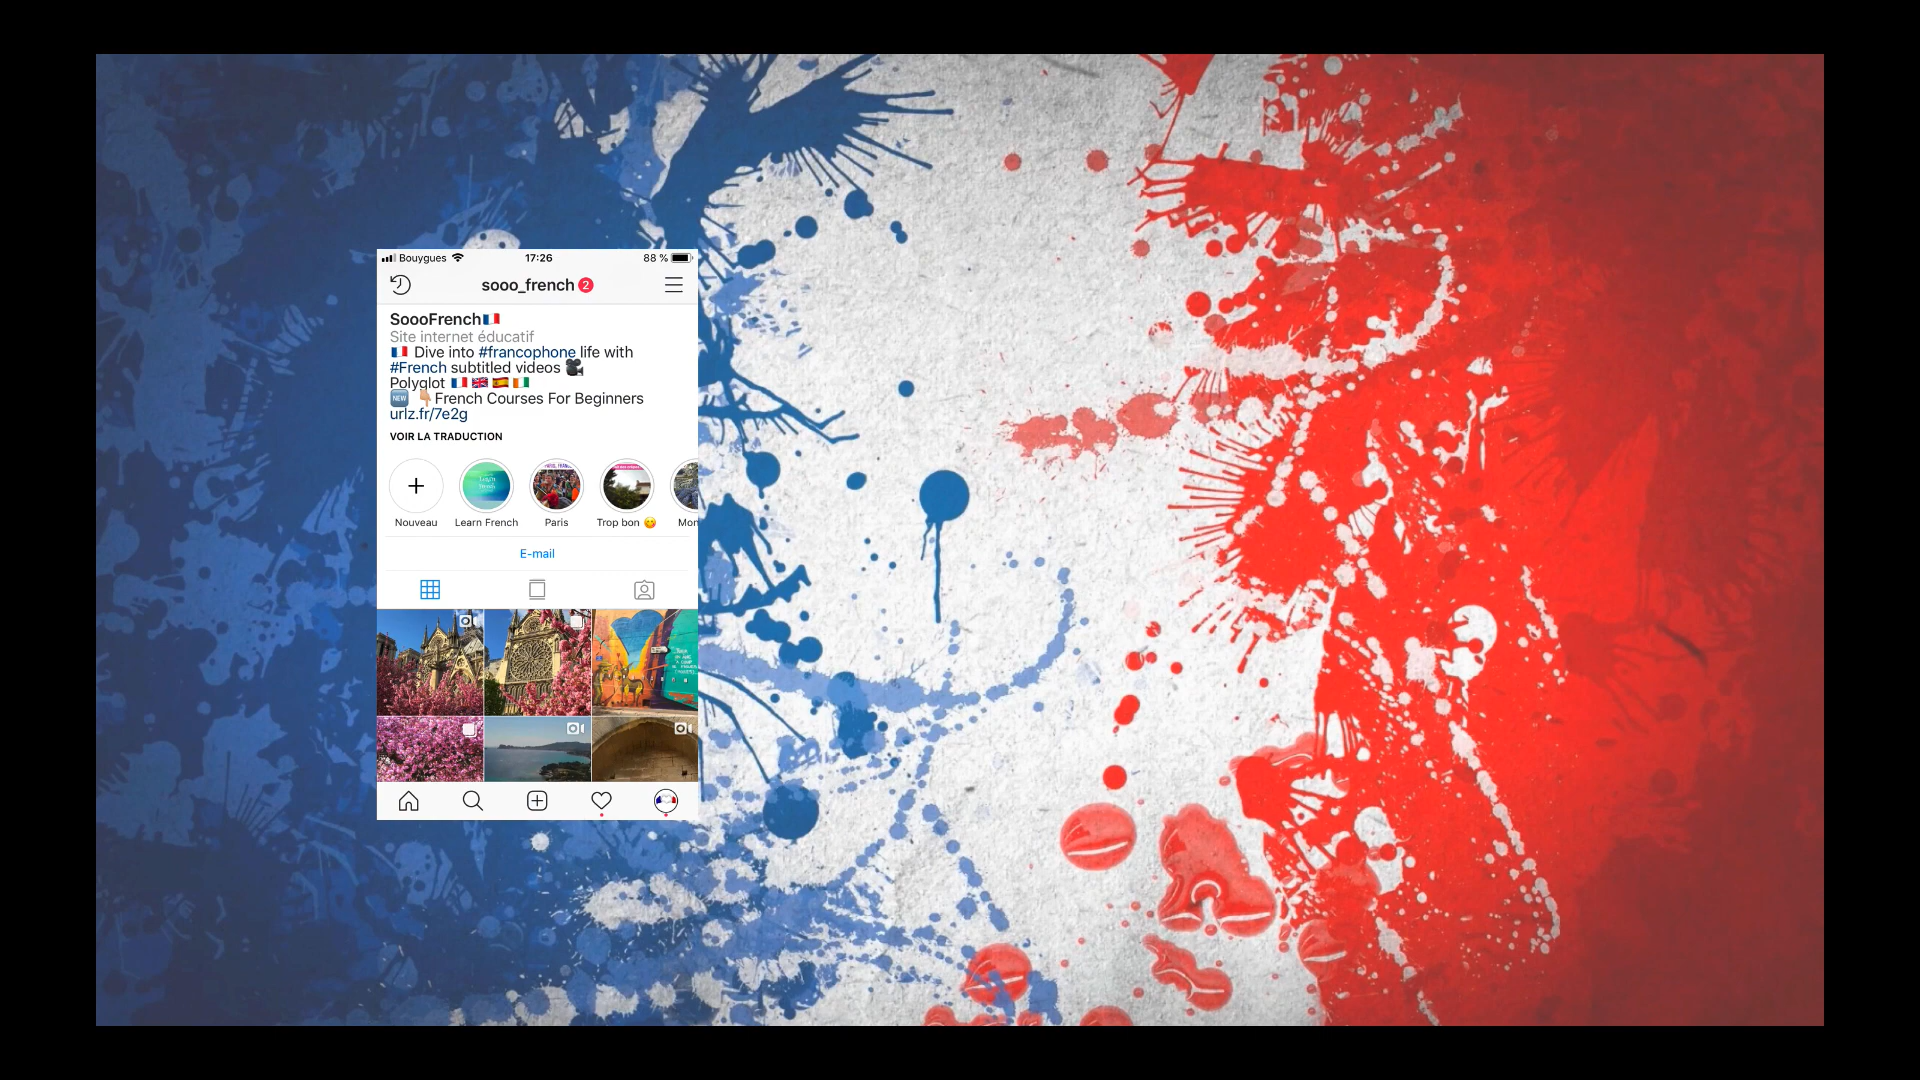 Bouygues 17:26 88 %
sooo_french 2
SoooFrench🇫🇷
Site internet éducatif
🇫🇷 Dive into #francophone life with
#French subtitled videos 🎥
Polyglot 🇫🇷 🇬🇧 🇪🇸 🇮🇪
🆕 👇🏼French Courses For Beginners
urlz.fr/7e2g
VOIR LA TRADUCTION
Nouveau Learn French Paris Trop bon 😋 Mon
E-mail